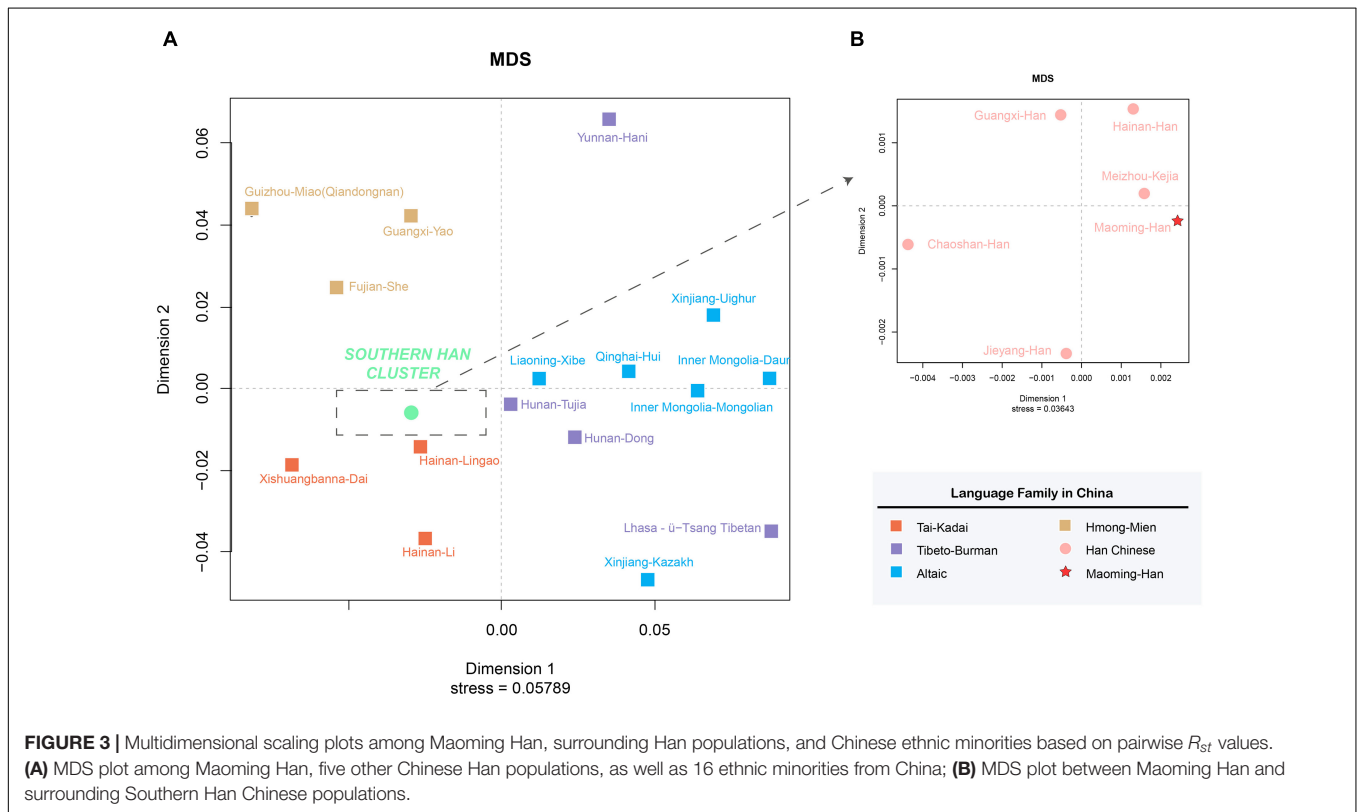 A
MDS
Dimension 2
0.06
0.04
0.02
0.00
−0.02
−0.04
Yunnan-Hani
Guizhou-Miao(Qiandongnan)
Guangxi-Yao
Fujian-She
Xinjiang-Uighur
SOUTHERN HAN
CLUSTER
Liaoning-Xibe
Qinghai-Hui
Inner Mongolia-Daur
Hunan-Tujia
Inner Mongolia-Mongolian
Hunan-Dong
Hainan-Lingao
Xishuangbanna-Dai
Hainan-Li
Lhasa - ü−Tsang Tibetan
Xinjiang-Kazakh
0.00
0.05
Dimension 1
stress = 0.05789
B
MDS
Dimension 2
0.001
0.000
−0.001
−0.002
Guangxi-Han
Hainan-Han
Meizhou-Kejia
Maoming-Han
Chaoshan-Han
Jieyang-Han
−0.004
−0.003
−0.002
−0.001
0.000
0.001
0.002
Dimension 1
stress = 0.03643
Language Family in China
Tai-Kadai
Hmong-Mien
Tibeto-Burman
Han Chinese
Altaic
Maoming-Han
FIGURE 3 | Multidimensional scaling plots among Maoming Han, surrounding Han populations, and Chinese ethnic minorities based on pairwise Rst values.
(A) MDS plot among Maoming Han, five other Chinese Han populations, as well as 16 ethnic minorities from China; (B) MDS plot between Maoming Han and
surrounding Southern Han Chinese populations.